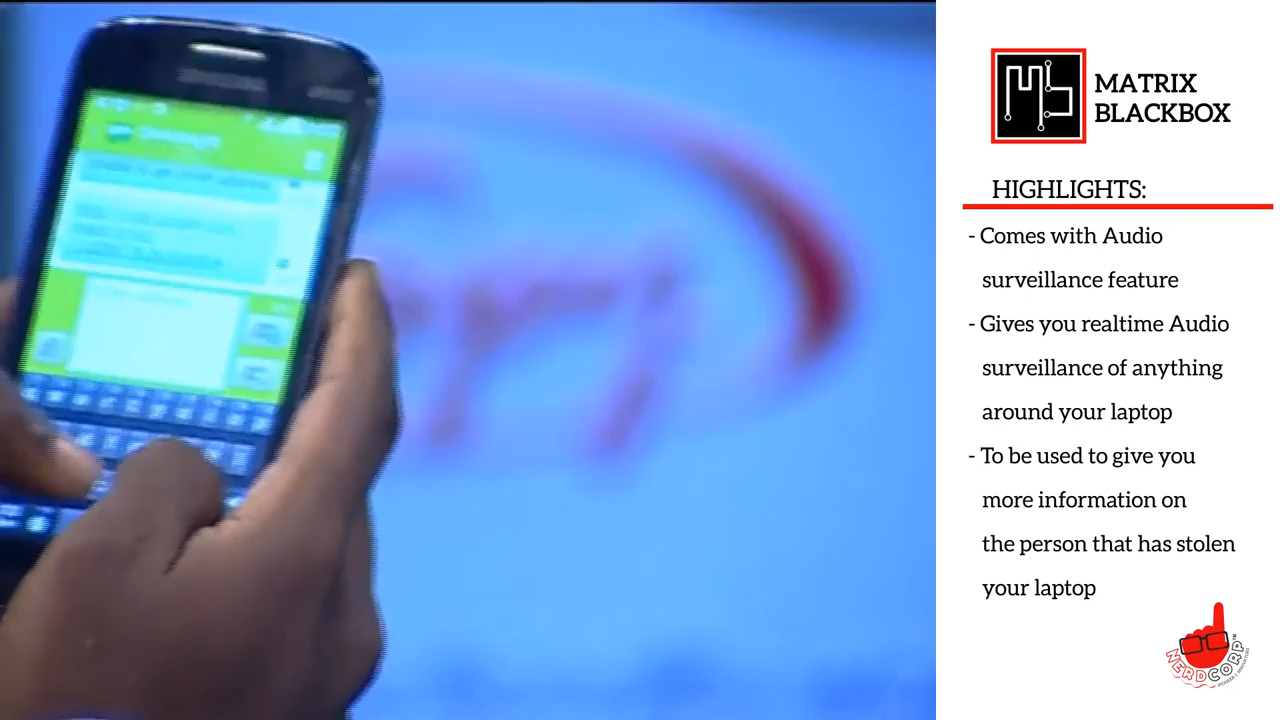 MATRIX
BLACKBOX
HIGHLIGHTS:
- Comes with Audio
surveillance feature
- Gives you realtime Audio
surveillance of anything
around your laptop
- To be used to give you
more information on
the person that has stolen
your laptop
NERDCORP™